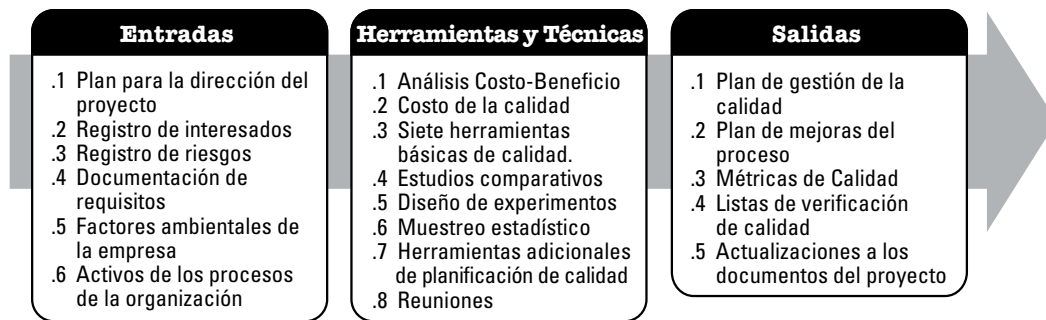 Entradas
.1 Plan para la dirección del
proyecto
.2 Registro de interesados
.3 Registro de riesgos
.4 Documentación de
requisitos
.5 Factores ambientales de
la empresa
.6 Activos de los procesos
de la organización
Herramientas y Técnicas
.1 Análisis Costo-Beneficio
.2 Costo de la calidad
.3 Siete herramientas
básicas de calidad.
.4 Estudios comparativos
.5 Diseño de experimentos
.6 Muestreo estadístico
.7 Herramientas adicionales
de planificación de calidad
.8 Reuniones
Salidas
.1 Plan de gestión de la
calidad
.2 Plan de mejoras del
proceso
.3 Métricas de Calidad
.4 Listas de verificación
de calidad
.5 Actualizaciones a los
documentos del proyecto